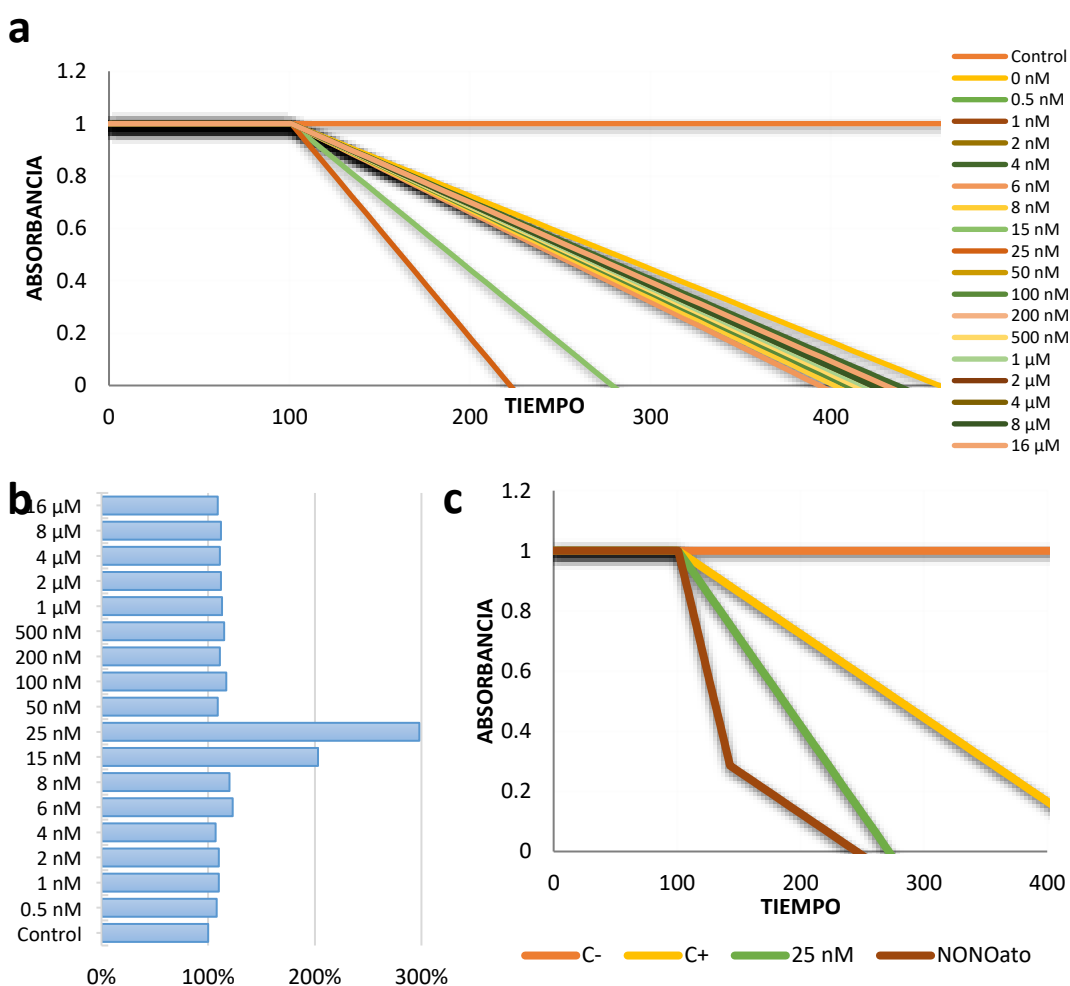 a
ABSORBANCIA
1.2
1
0.8
0.6
0.4
0.2
0
0 100 200 300 400
TIEMPO
Control
0 nM
0.5 nM
1 nM
2 nM
4 nM
6 nM
8 nM
15 nM
25 nM
50 nM
100 nM
200 nM
500 nM
1 µM
2 µM
4 µM
8 µM
16 µM
b
16 µM
8 µM
4 µM
2 µM
1 µM
500 nM
200 nM
100 nM
50 nM
25 nM
15 nM
8 nM
6 nM
4 nM
2 nM
1 nM
0.5 nM
Control
0% 100% 200% 300%
c
ABSORBANCIA
1.2
1
0.8
0.6
0.4
0.2
0
0 100 200 300 400
TIEMPO
C- C+ 25 nM NONOato